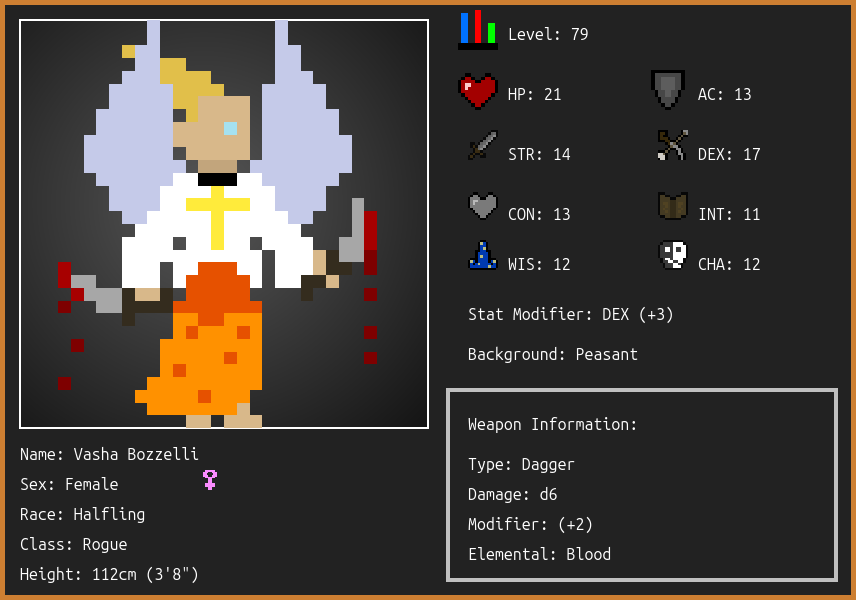 Level: 79
HP: 21
AC: 13
STR: 14
DEX: 17
CON: 13
INT: 11
WIS: 12
CHA: 12
Stat Modifier: DEX (+3)
Background: Peasant
Weapon Information:
Type: Dagger
Damage: d6
Modifier: (+2)
Elemental: Blood
Name: Vasha Bozzelli
Sex: Female
Race: Halfling
Class: Rogue
Height: 112cm (3'8")